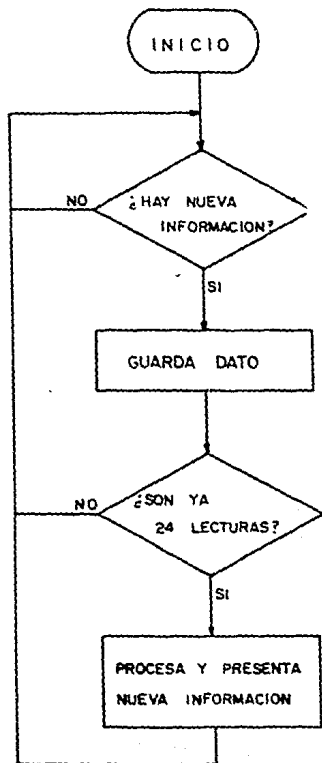 INICIO
¿HAY NUEVA
INFORMACION?
NO
SI
GUARDA DATO
¿SON YA
24 LECTURAS?
NO
SI
PROCESA Y PRESENTA
NUEVA INFORMACION